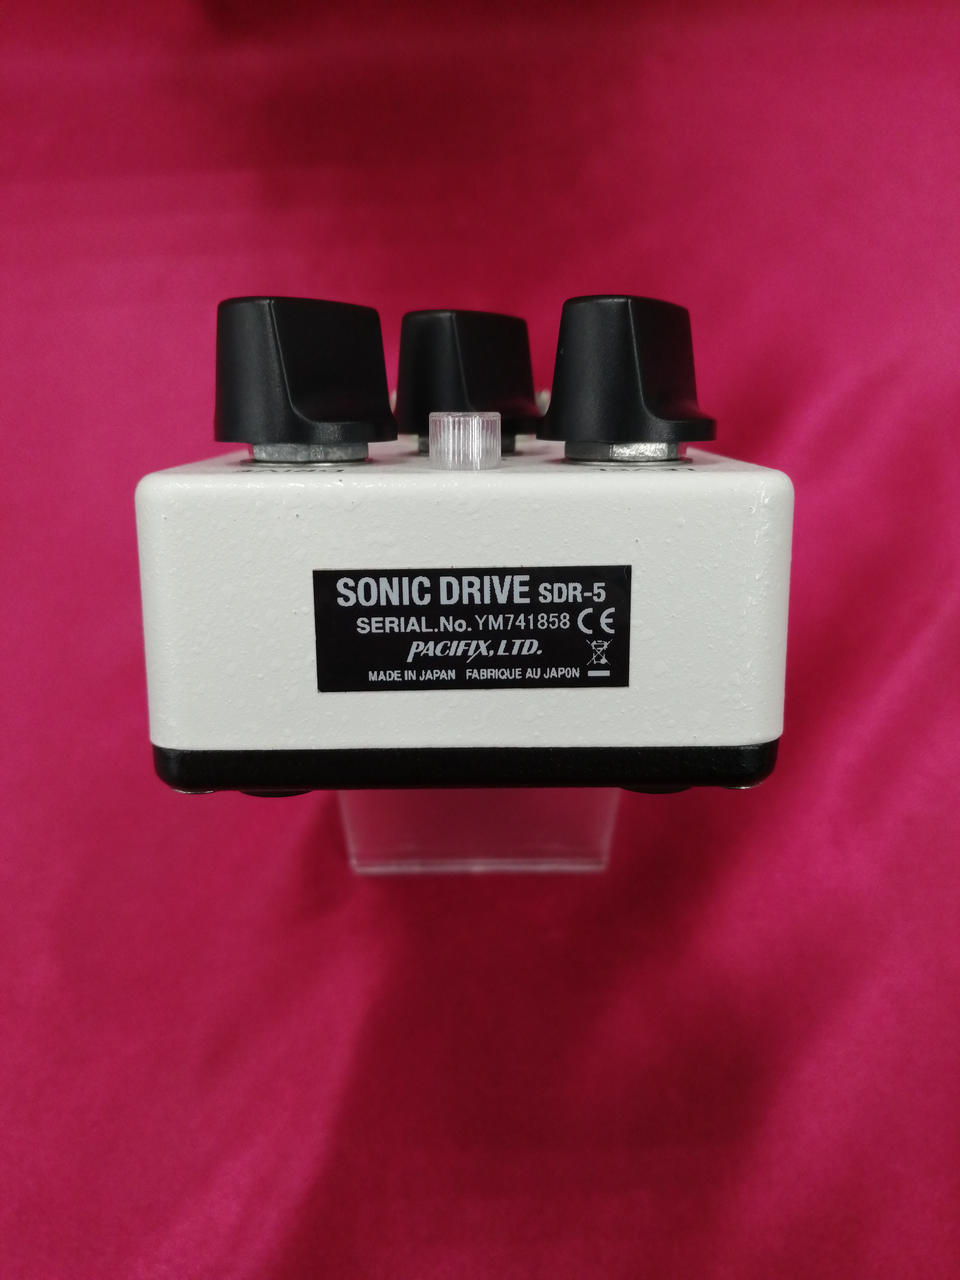 SONIC DRIVE SDR-5
SERIAL.No. YM741858 CE
PACIFIX, LTD.
MADE IN JAPAN FABRIQUE AU JAPON